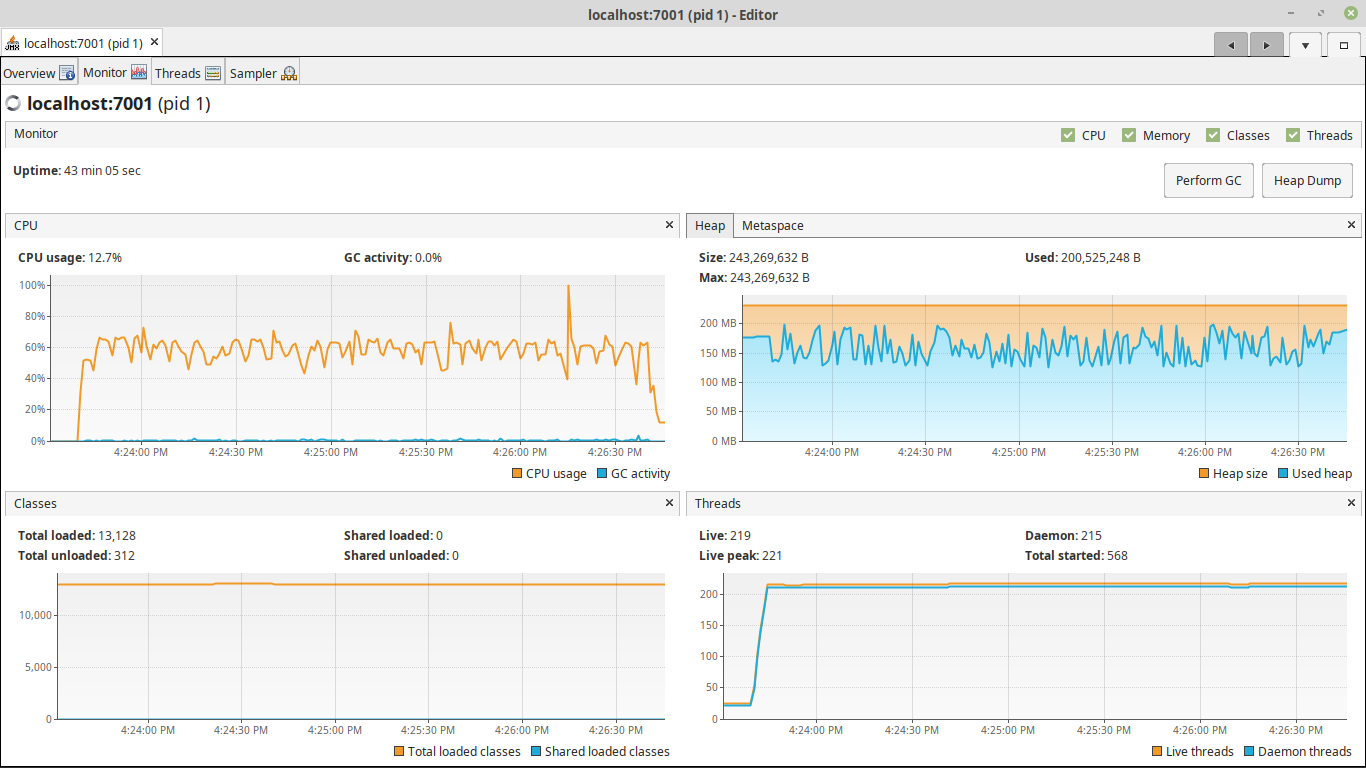 localhost:7001 (pid 1) - Editor
JMX
localhost:7001 (pid 1)
Overview Monitor Threads Sampler
localhost:7001 (pid 1)
Monitor CPU Memory Classes Threads
Uptime: 43 min 05 sec
Perform GC Heap Dump
CPU
CPU usage: 12.7% GC activity: 0.0%
100%
80%
60%
40%
20%
0%
4:24:00 PM 4:24:30 PM 4:25:00 PM 4:25:30 PM 4:26:00 PM 4:26:30 PM
CPU usage GC activity
Heap Metaspace
Size: 243,269,632 B Used: 200,525,248 B
Max: 243,269,632 B
200 MB
150 MB
100 MB
50 MB
0 MB
4:24:00 PM 4:24:30 PM 4:25:00 PM 4:25:30 PM 4:26:00 PM 4:26:30 PM
Heap size Used heap
Classes
Total loaded: 13,128 Shared loaded: 0
Total unloaded: 312 Shared unloaded: 0
10,000
5,000
0
4:24:00 PM 4:24:30 PM 4:25:00 PM 4:25:30 PM 4:26:00 PM 4:26:30 PM
Total loaded classes Shared loaded classes
Threads
Live: 219 Daemon: 215
Live peak: 221 Total started: 568
200
150
100
50
0
4:24:00 PM 4:24:30 PM 4:25:00 PM 4:25:30 PM 4:26:00 PM 4:26:30 PM
Live threads Daemon threads